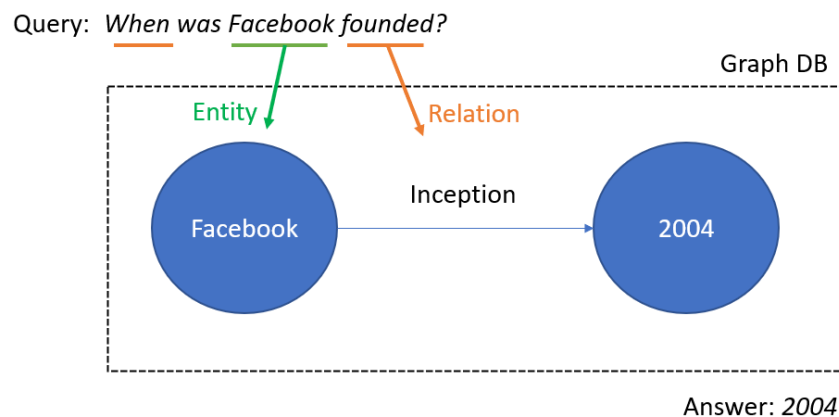 Query: When was Facebook founded?
Graph DB
Entity
Relation
Inception
Facebook
2004
Answer: 2004